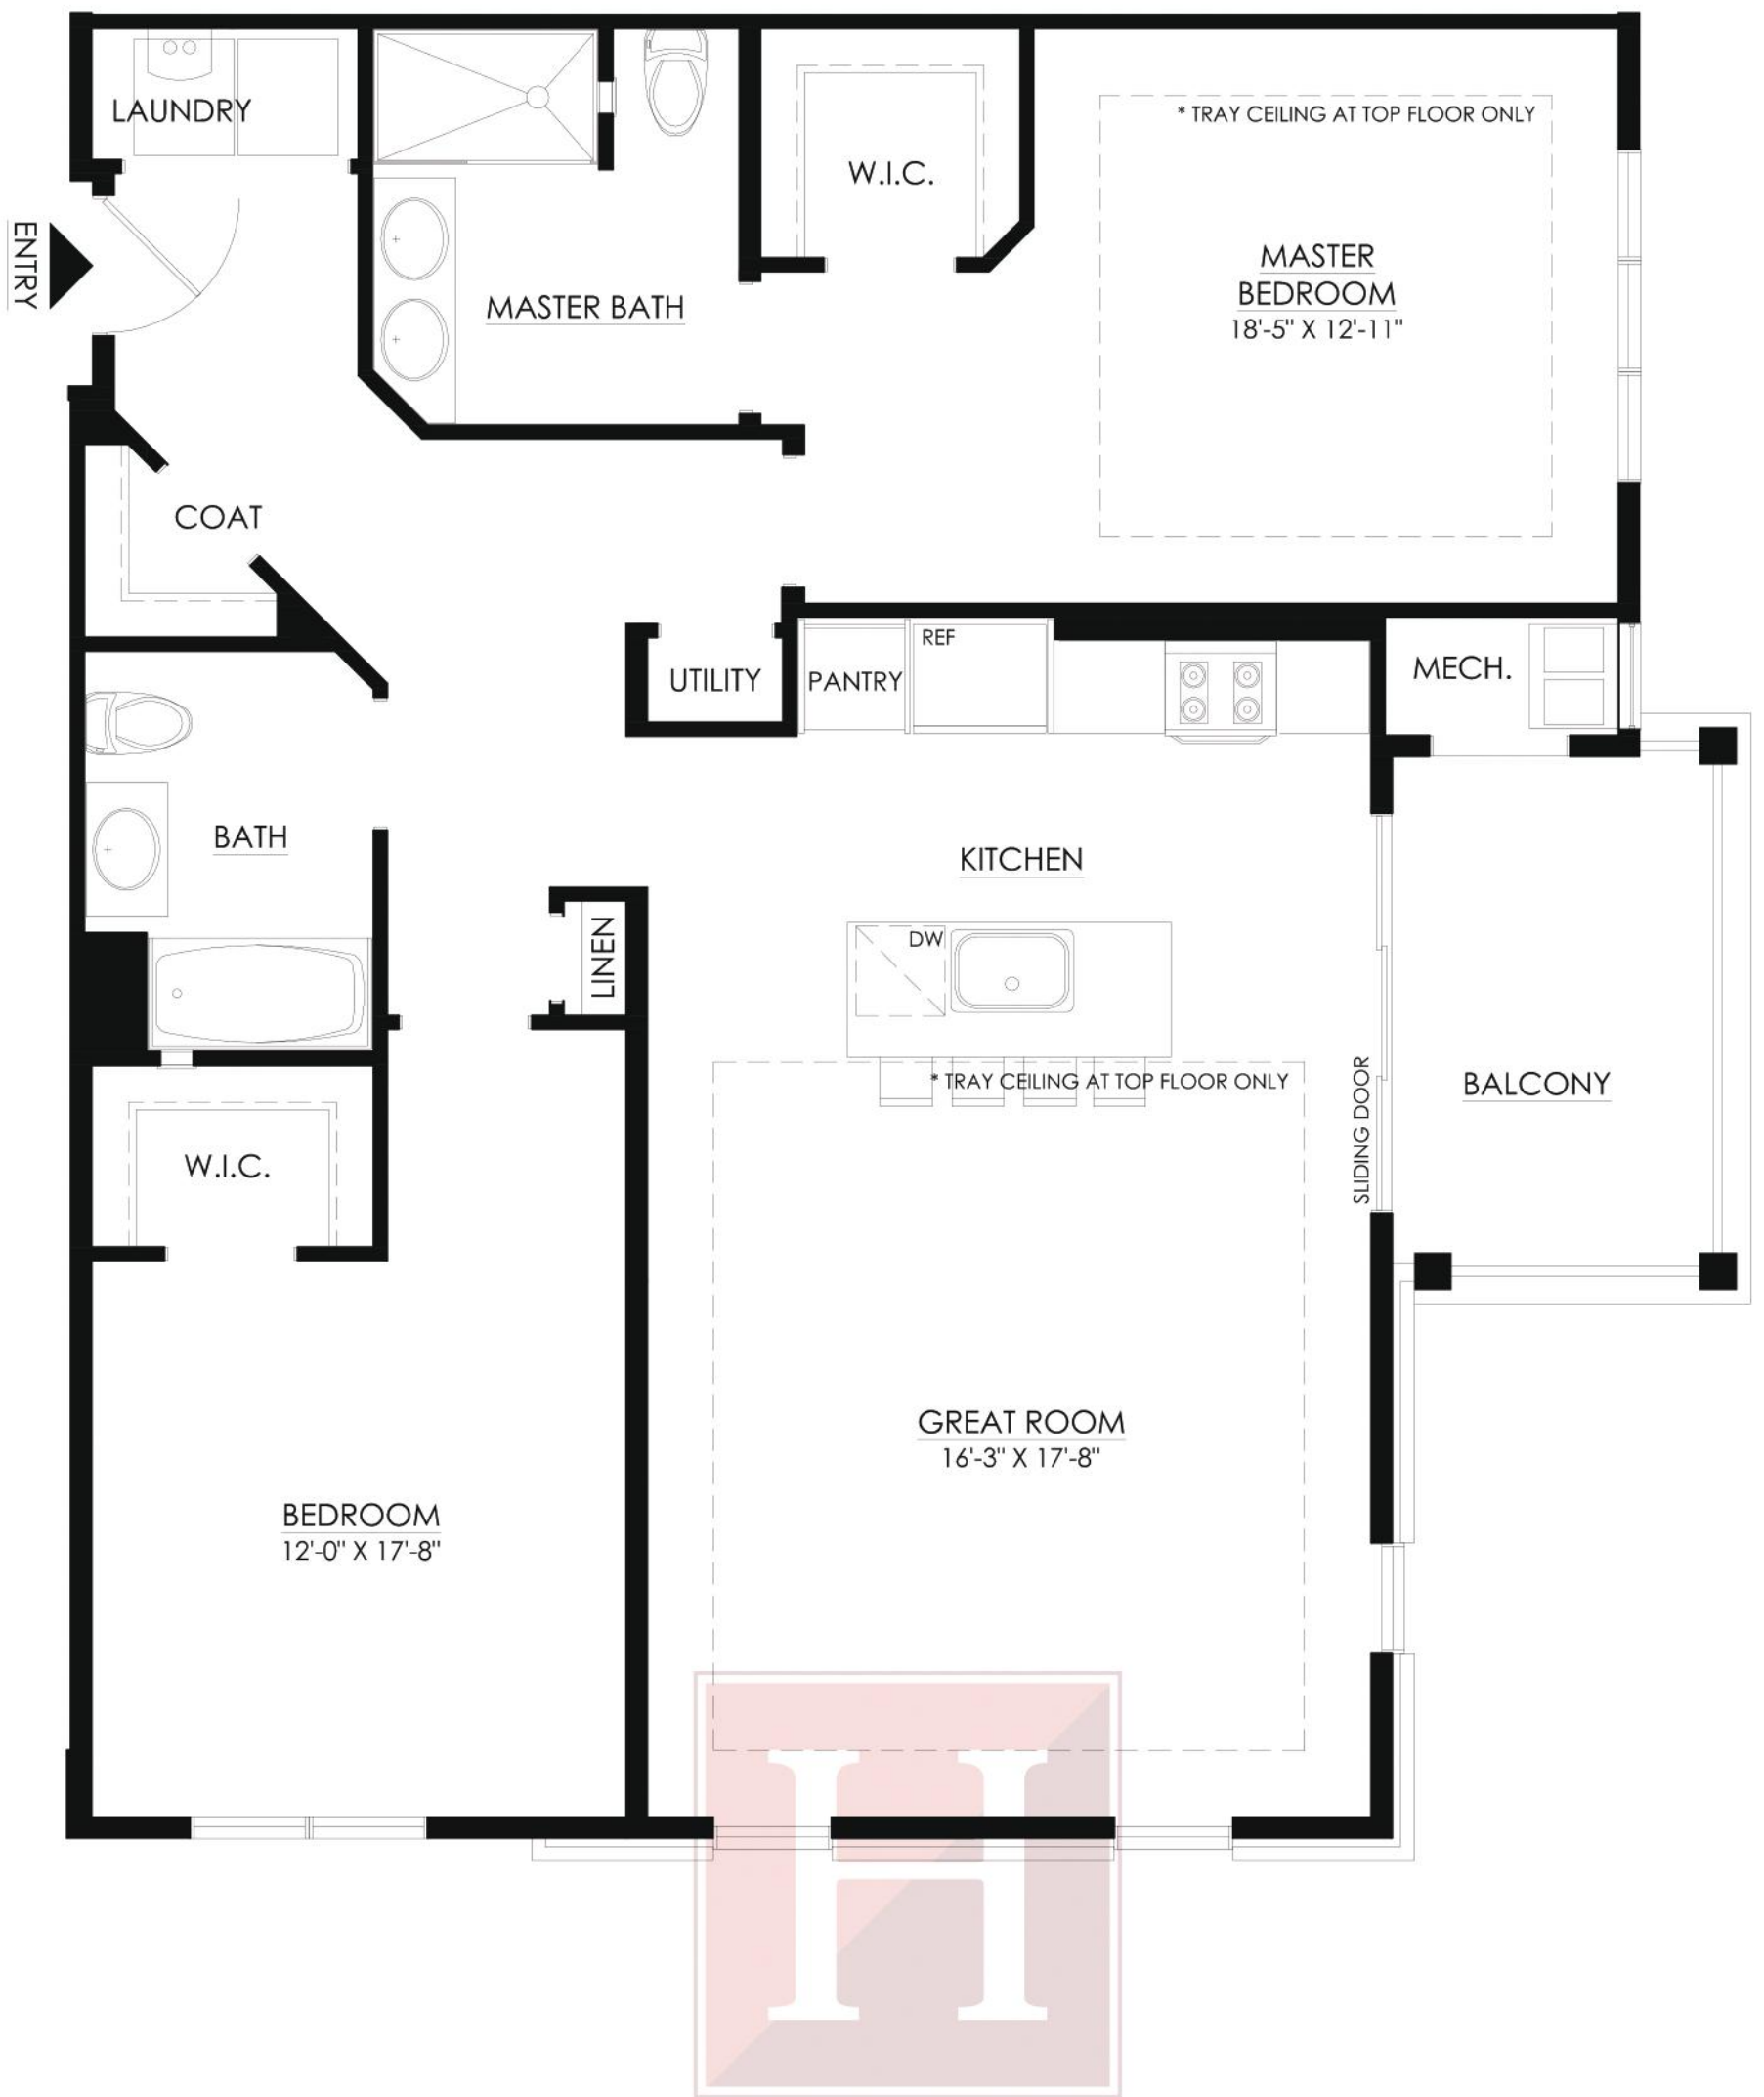 LAUNDRY
* TRAY CEILING AT TOP FLOOR ONLY
W.I.C.
ENTRY
MASTER BATH
MASTER
BEDROOM
18'-5" X 12'-11"
COAT
UTILITY
PANTRY
REF
MECH.
BATH
KITCHEN
LINEN
DW
* TRAY CEILING AT TOP FLOOR ONLY
SLIDING DOOR
BALCONY
W.I.C.
GREAT ROOM
16'-3" X 17'-8"
BEDROOM
12'-0" X 17'-8"
H